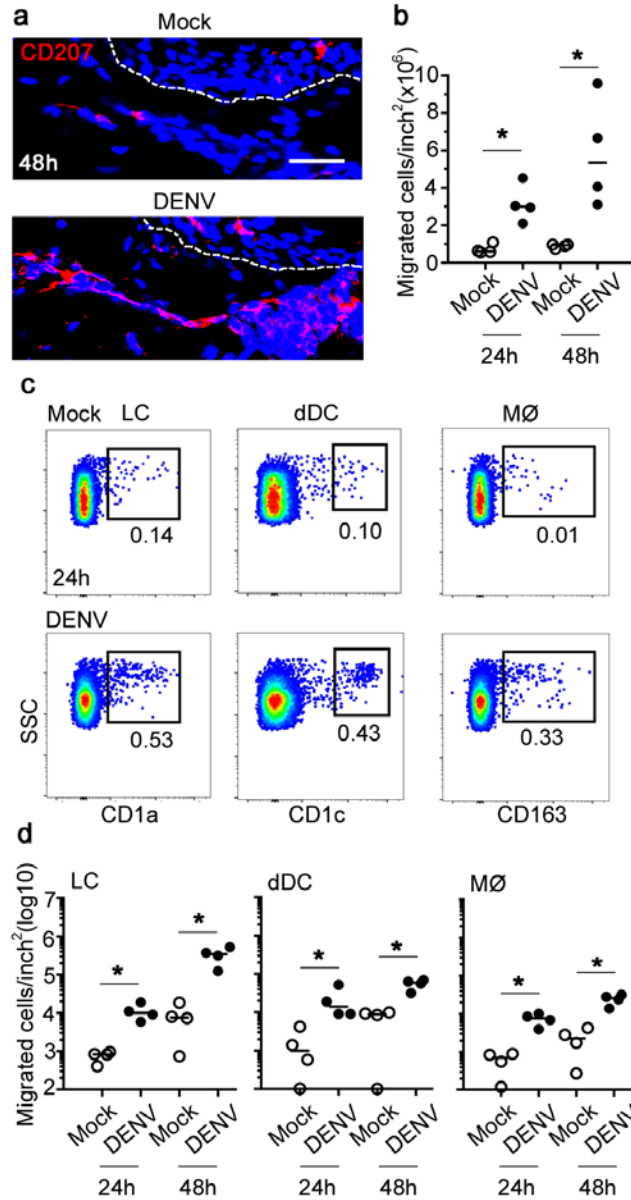 a
Mock
CD207
48h
DENV
b
*
*
Migrated cells/inch²(x10⁶)
10
8
6
4
2
0
Mock
DENV
Mock
DENV
24h
48h
c
Mock
LC
dDC
MØ
0.14
0.10
0.01
24h
DENV
SSC
0.53
0.43
0.33
CD1a
CD1c
CD163
d
LC
dDC
MØ
Migrated cells/inch²(log10)
7
6
5
4
3
2
*
*
*
*
*
*
Mock
DENV
Mock
DENV
Mock
DENV
Mock
DENV
Mock
DENV
Mock
DENV
24h
48h
24h
48h
24h
48h